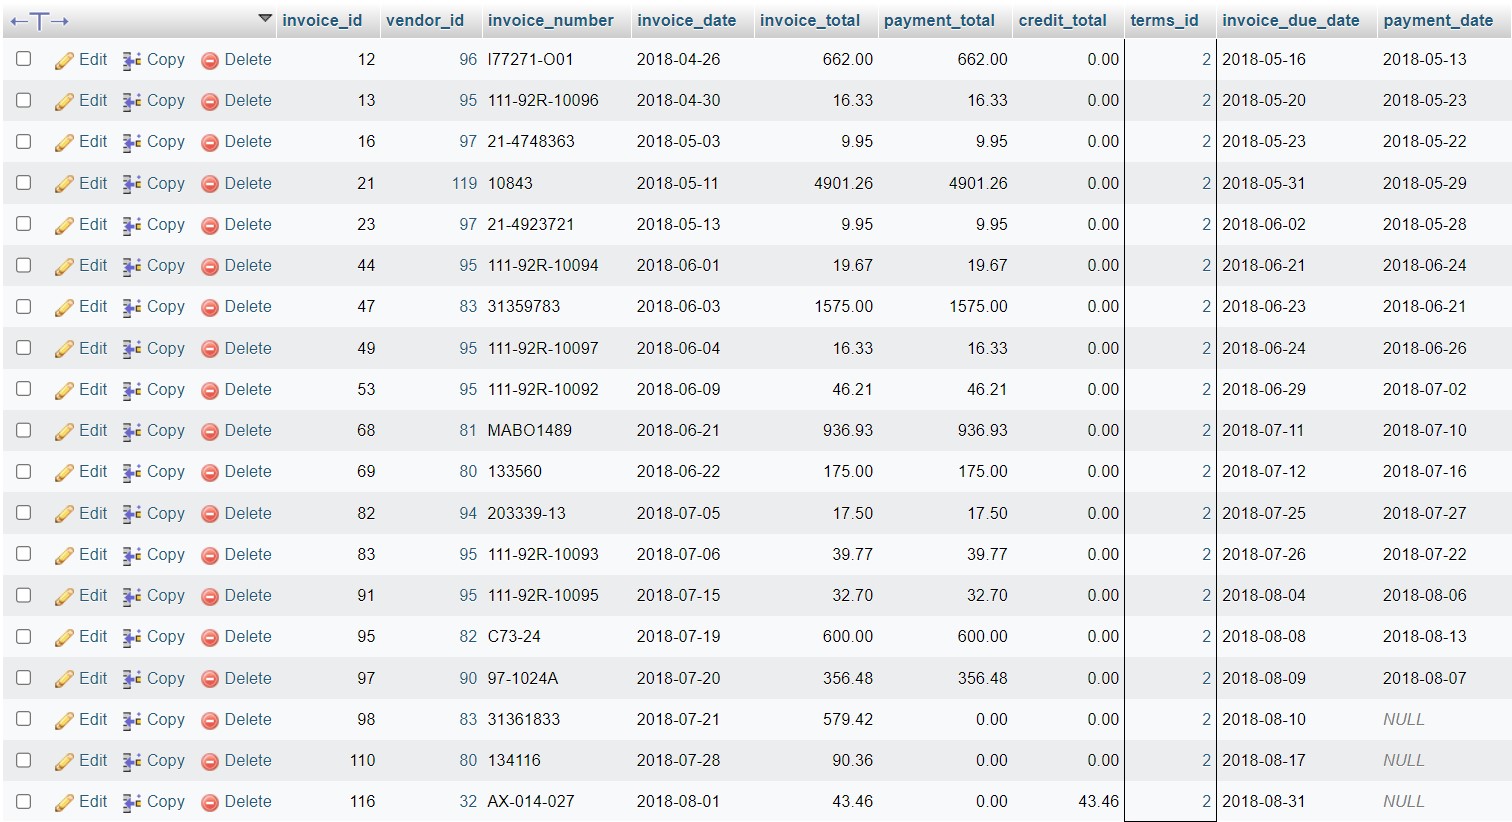 invoice_id vendor_id invoice_number invoice_date invoice_total payment_total credit_total terms_id invoice_due_date payment_date
Edit Copy Delete 12 96 I77271-O01 2018-04-26 662.00 662.00 0.00 2 2018-05-16 2018-05-13
Edit Copy Delete 13 95 111-92R-10096 2018-04-30 16.33 16.33 0.00 2 2018-05-20 2018-05-23
Edit Copy Delete 16 97 21-4748363 2018-05-03 9.95 9.95 0.00 2 2018-05-23 2018-05-22
Edit Copy Delete 21 119 10843 2018-05-11 4901.26 4901.26 0.00 2 2018-05-31 2018-05-29
Edit Copy Delete 23 97 21-4923721 2018-05-13 9.95 9.95 0.00 2 2018-06-02 2018-05-28
Edit Copy Delete 44 95 111-92R-10094 2018-06-01 19.67 19.67 0.00 2 2018-06-21 2018-06-24
Edit Copy Delete 47 83 31359783 2018-06-03 1575.00 1575.00 0.00 2 2018-06-23 2018-06-21
Edit Copy Delete 49 95 111-92R-10097 2018-06-04 16.33 16.33 0.00 2 2018-06-24 2018-06-26
Edit Copy Delete 53 95 111-92R-10092 2018-06-09 46.21 46.21 0.00 2 2018-06-29 2018-07-02
Edit Copy Delete 68 81 MABO1489 2018-06-21 936.93 936.93 0.00 2 2018-07-11 2018-07-10
Edit Copy Delete 69 80 133560 2018-06-22 175.00 175.00 0.00 2 2018-07-12 2018-07-16
Edit Copy Delete 82 94 203339-13 2018-07-05 17.50 17.50 0.00 2 2018-07-25 2018-07-27
Edit Copy Delete 83 95 111-92R-10093 2018-07-06 39.77 39.77 0.00 2 2018-07-26 2018-07-22
Edit Copy Delete 91 95 111-92R-10095 2018-07-15 32.70 32.70 0.00 2 2018-08-04 2018-08-06
Edit Copy Delete 95 82 C73-24 2018-07-19 600.00 600.00 0.00 2 2018-08-08 2018-08-13
Edit Copy Delete 97 90 97-1024A 2018-07-20 356.48 356.48 0.00 2 2018-08-09 2018-08-07
Edit Copy Delete 98 83 31361833 2018-07-21 579.42 0.00 0.00 2 2018-08-10 NULL
Edit Copy Delete 110 80 134116 2018-07-28 90.36 0.00 0.00 2 2018-08-17 NULL
Edit Copy Delete 116 32 AX-014-027 2018-08-01 43.46 0.00 43.46 2 2018-08-31 NULL